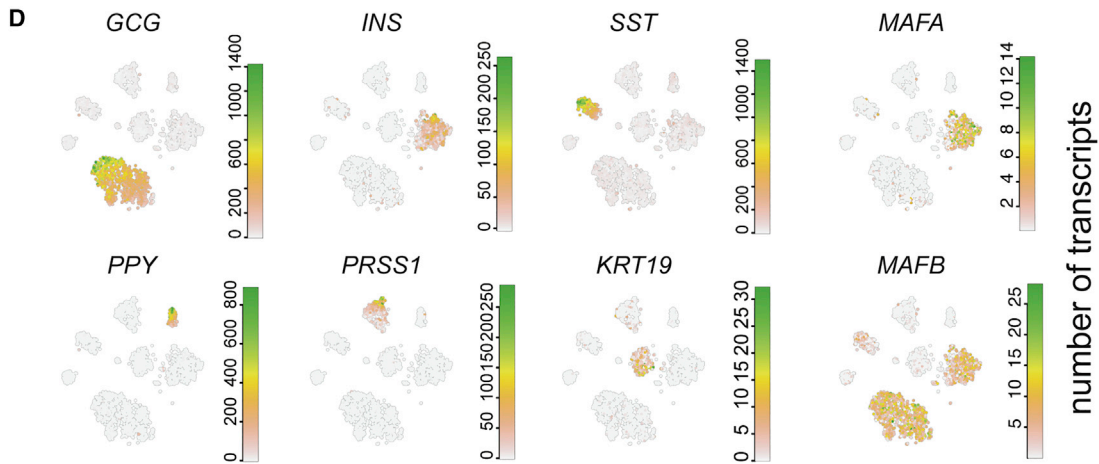 D
GCG INS SST MAFA
0 200 600 1000 1400
0 50 100 150 200 250
0 200 400 600 800 1000 1400
2 4 6 8 10 12 14
PPY PRSS1 KRT19 MAFB
0 200 400 600 800
0 50 100 150 200 250
0 5 10 15 20 25 30
5 10 15 20 25
number of transcripts